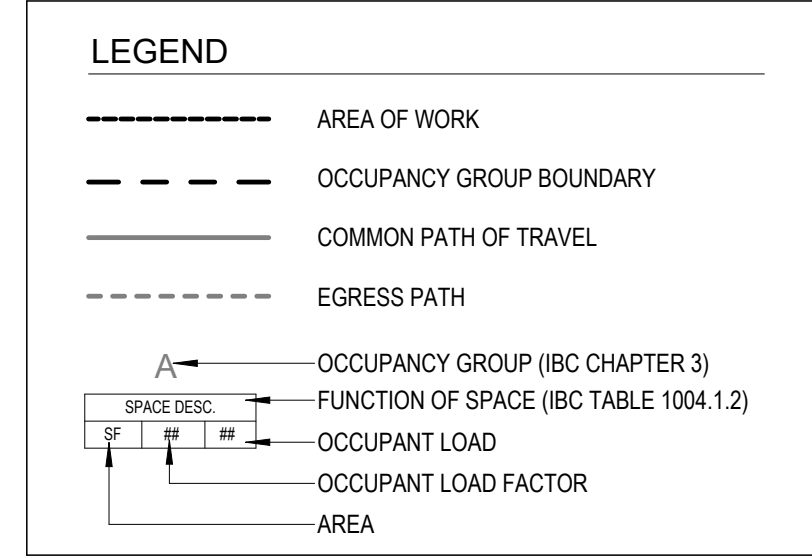 LEGEND
AREA OF WORK
OCCUPANCY GROUP BOUNDARY
COMMON PATH OF TRAVEL
EGRESS PATH
A OCCUPANCY GROUP (IBC CHAPTER 3)
SPACE DESC. FUNCTION OF SPACE (IBC TABLE 1004.1.2)
SF ## ## OCCUPANT LOAD
OCCUPANT LOAD FACTOR
AREA